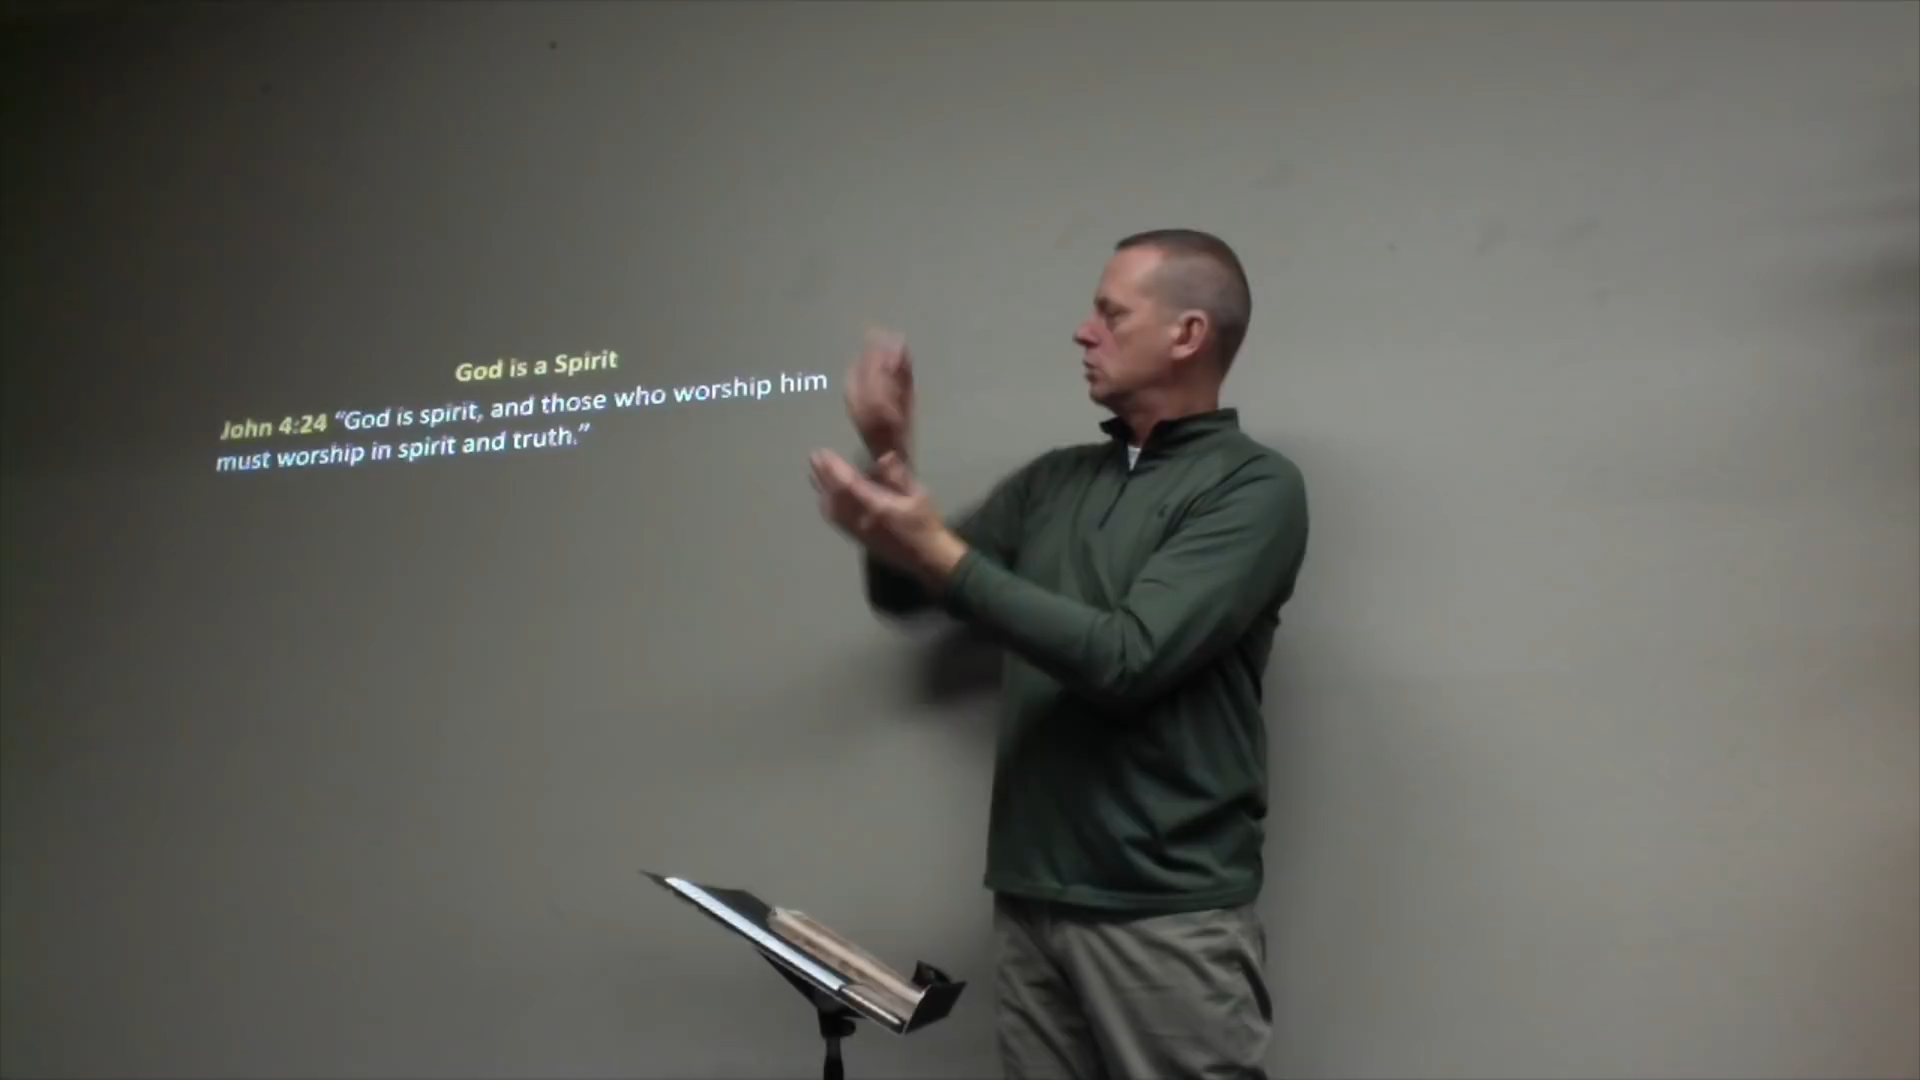 God is a Spirit
John 4:24 “God is spirit, and those who worship him
must worship in spirit and truth.”